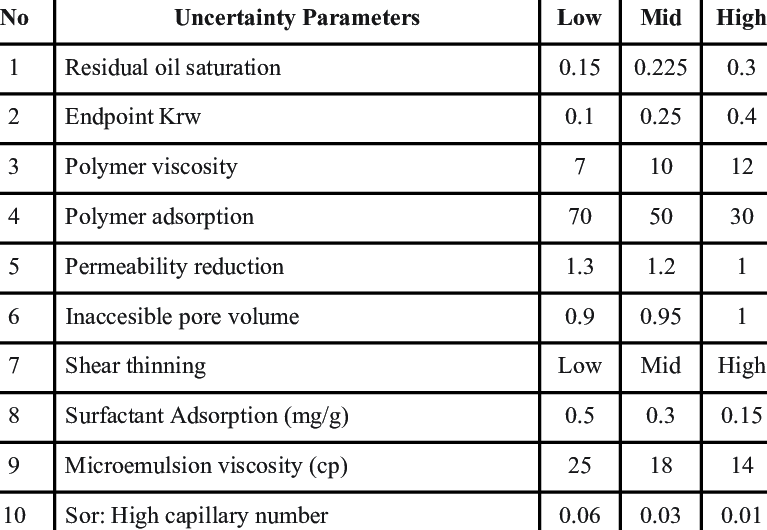 No Uncertainty Parameters Low Mid High
1 Residual oil saturation 0.15 0.225 0.3
2 Endpoint Krw 0.1 0.25 0.4
3 Polymer viscosity 7 10 12
4 Polymer adsorption 70 50 30
5 Permeability reduction 1.3 1.2 1
6 Inaccesible pore volume 0.9 0.95 1
7 Shear thinning Low Mid High
8 Surfactant Adsorption (mg/g) 0.5 0.3 0.15
9 Microemulsion viscosity (cp) 25 18 14
10 Sor: High capillary number 0.06 0.03 0.01